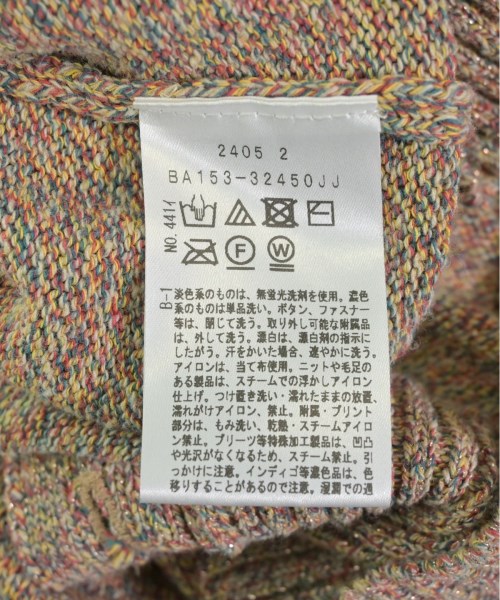 2405 2
BA153-32450JJ
NO.441イ
F
W
B-1
淡色系のものは、無蛍光洗剤を使用。濃色
系のものは単品洗い。ボタン、ファスナー
等は、閉じて洗う。取り外し可能な附属品
は、外して洗う。漂白は、漂白剤の指示に
したがう。汗をかいた場合、速やかに洗う。
アイロンは、当て布使用。ニットや毛足の
ある製品は、スチームでの浮かしアイロン
仕上げ。つけ置き洗い・濡れたままの放置、
濡れがけアイロン、禁止。附属・プリント
部分は、もみ洗い、乾熱・スチームアイロ
ン禁止。プリーツ等特殊加工製品は、凹凸
や光沢がなくなるため、スチーム禁止。引
っかけに注意。インディゴ等濃色品は、色
移りすることがあるので注意。湿潤での過